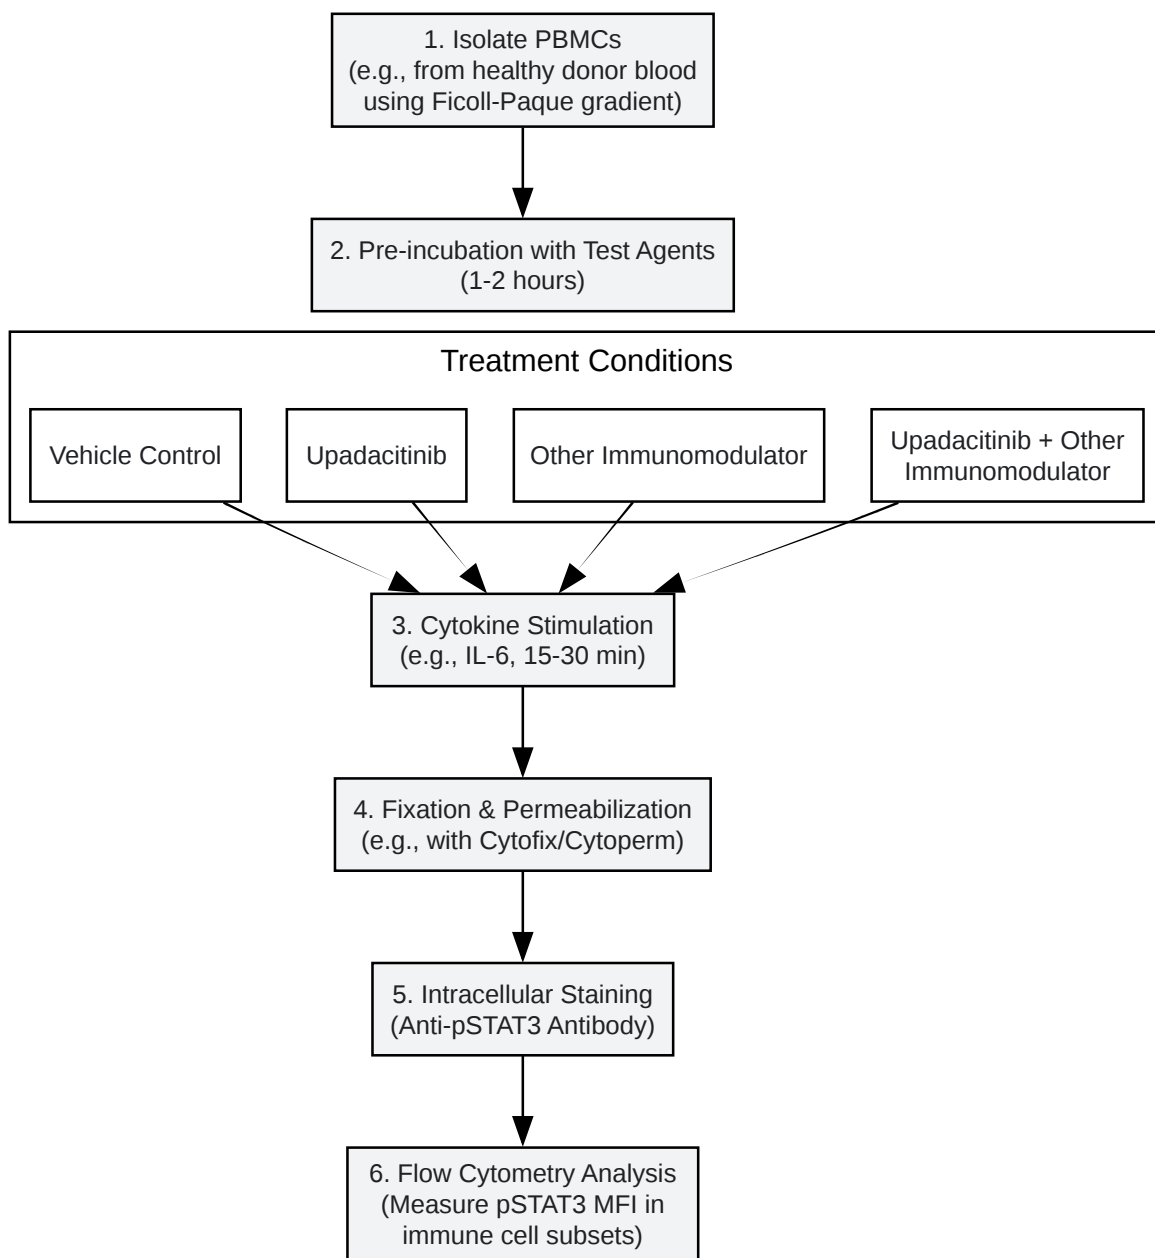 1. Isolate PBMCs
(e.g., from healthy donor blood
using Ficoll-Paque gradient)
2. Pre-incubation with Test Agents
(1-2 hours)
Treatment Conditions
Vehicle Control
Upadacitinib
Other Immunomodulator
Upadacitinib + Other
Immunomodulator
3. Cytokine Stimulation
(e.g., IL-6, 15-30 min)
4. Fixation & Permeabilization
(e.g., with Cytofix/Cytoperm)
5. Intracellular Staining
(Anti-pSTAT3 Antibody)
6. Flow Cytometry Analysis
(Measure pSTAT3 MFI in
immune cell subsets)